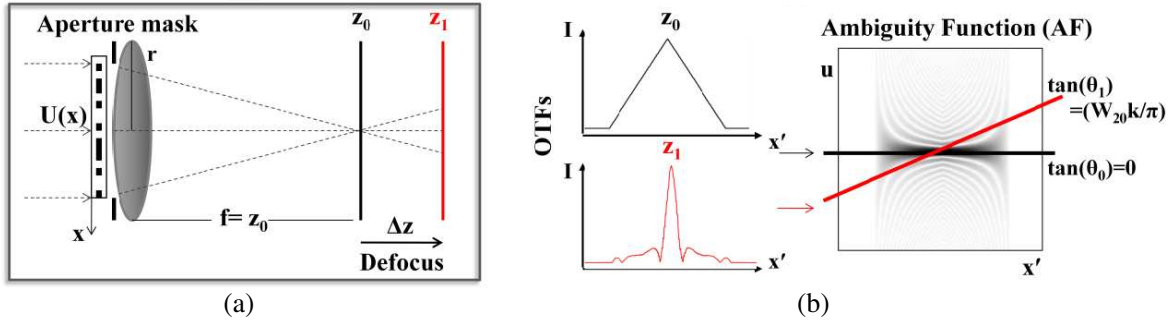 Aperture mask
r
z₀
z₁
U(x)
x
f= z₀
Δz
Defocus
(a)
OTFs
I
z₀
x′
I
z₁
x′
Ambiguity Function (AF)
u
tan(θ₁)
=(W₂₀k/π)
tan(θ₀)=0
x′
(b)